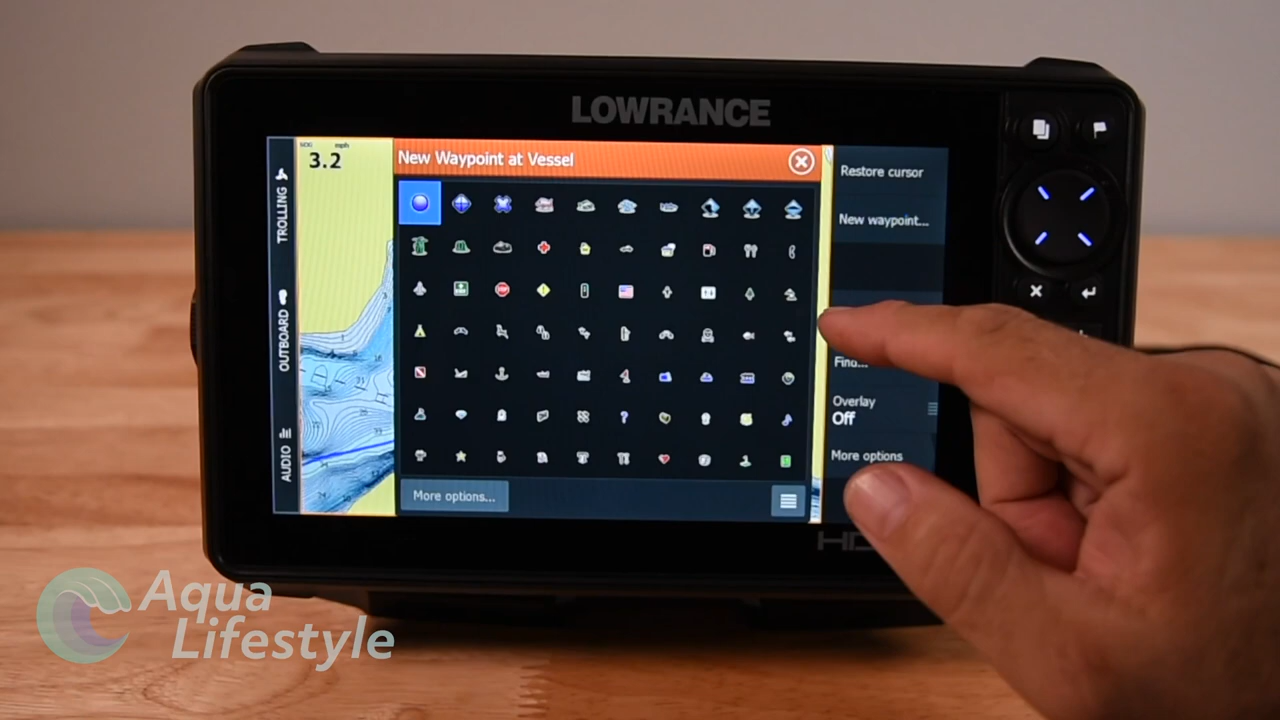 LOWRANCE
SOG mph
3.2
New Waypoint at Vessel
Restore cursor
New waypoint...
Find...
Overlay
Off
More options
More options...
TROLLING
OUTBOARD
AUDIO
Aqua
Lifestyle